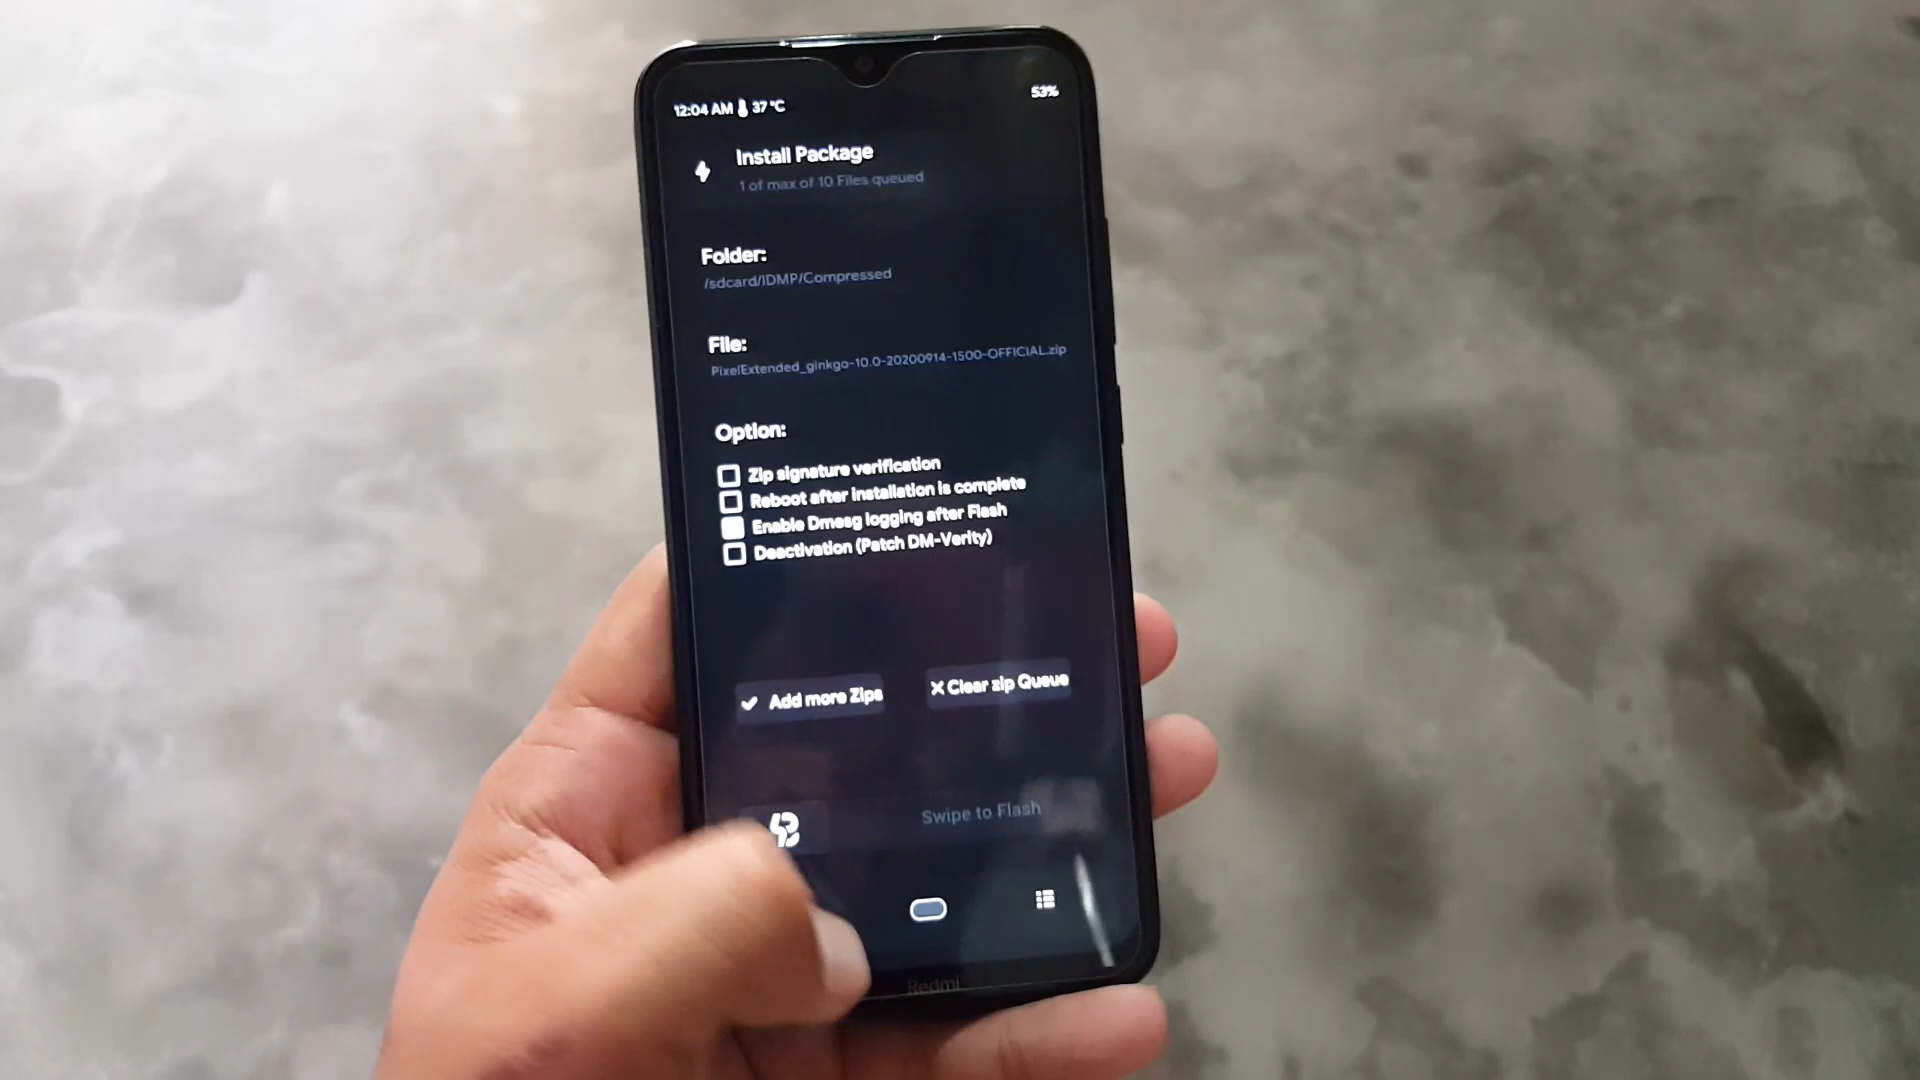 12:04 AM 37 °C
53%
Install Package
1 of max of 10 Files queued
Folder:
/sdcard/IDMP/Compressed
File:
PixelExtended_ginkgo-10.0-20200914-1500-OFFICIAL.zip
Option:
Zip signature verification
Reboot after installation is complete
Enable Dmesg logging after Flash
Deactivation (Patch DM-Verity)
Add more Zips
Clear zip Queue
Swipe to Flash
Redmi